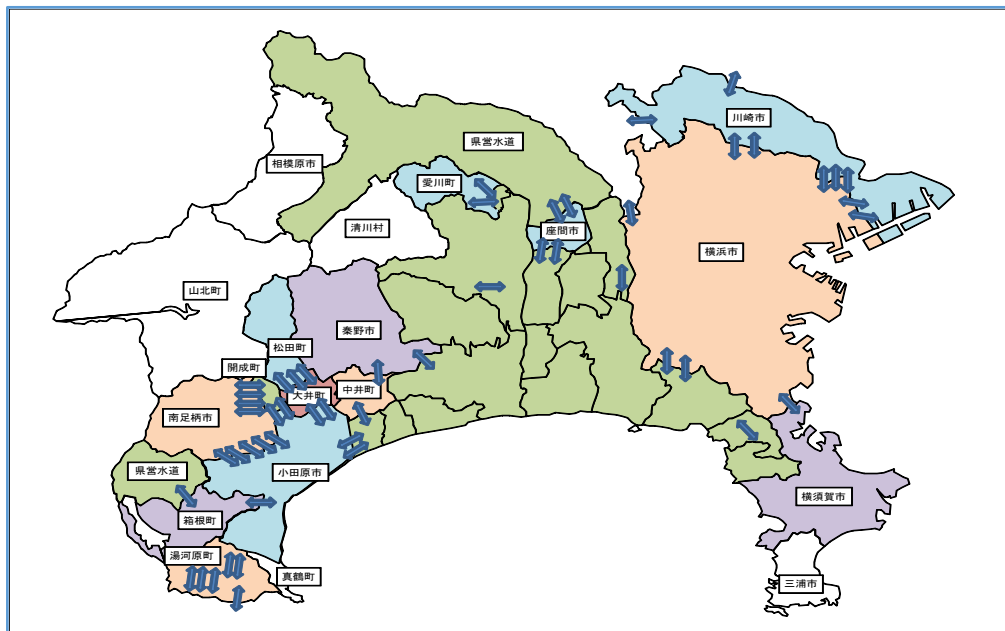 川崎市
県営水道
相模原市
愛川町
清川村
座間市
横浜市
山北町
秦野市
松田町
開成町
大井町
中井町
南足柄市
県営水道
小田原市
箱根町
横須賀市
湯河原町
真鶴町
三浦市